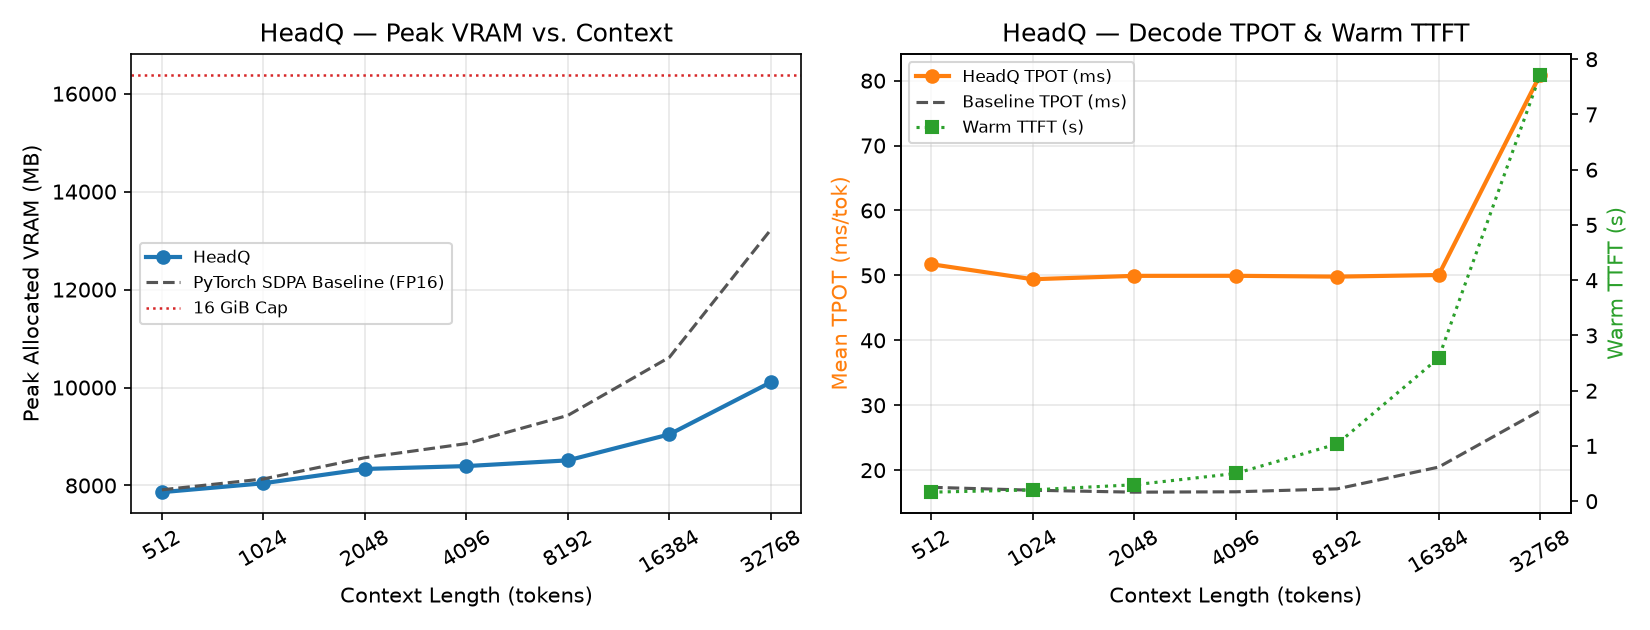 HeadQ — Peak VRAM vs. Context
Peak Allocated VRAM (MB)
16000
14000
12000
10000
8000
HeadQ
PyTorch SDPA Baseline (FP16)
16 GiB Cap
512
1024
2048
4096
8192
16384
32768
Context Length (tokens)
HeadQ — Decode TPOT & Warm TTFT
Mean TPOT (ms/tok)
80
70
60
50
40
30
20
HeadQ TPOT (ms)
Baseline TPOT (ms)
Warm TTFT (s)
8
7
6
5
4
3
2
1
0
Warm TTFT (s)
512
1024
2048
4096
8192
16384
32768
Context Length (tokens)